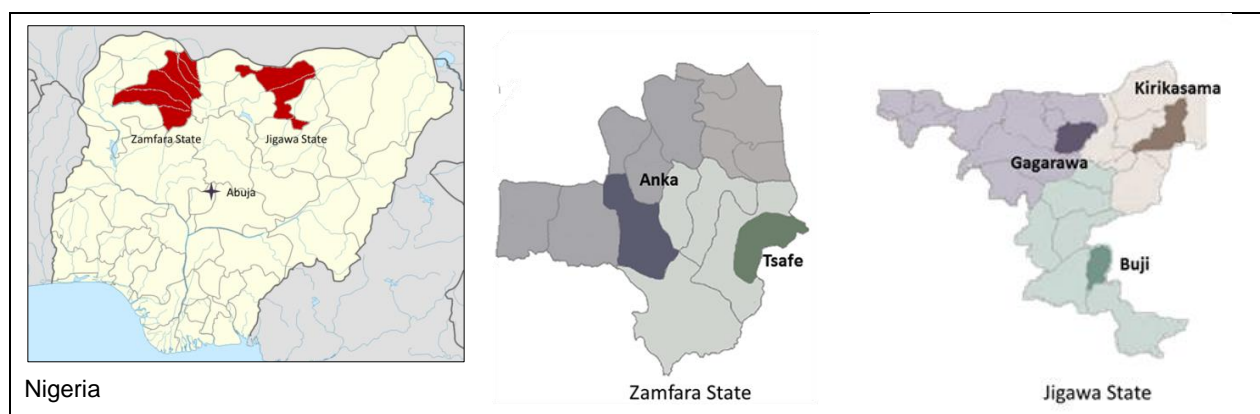 Zamfara State
Jigawa State
Abuja
Nigeria
Anka
Tsafe
Zamfara State
Kirikasama
Gagarawa
Buji
Jigawa State